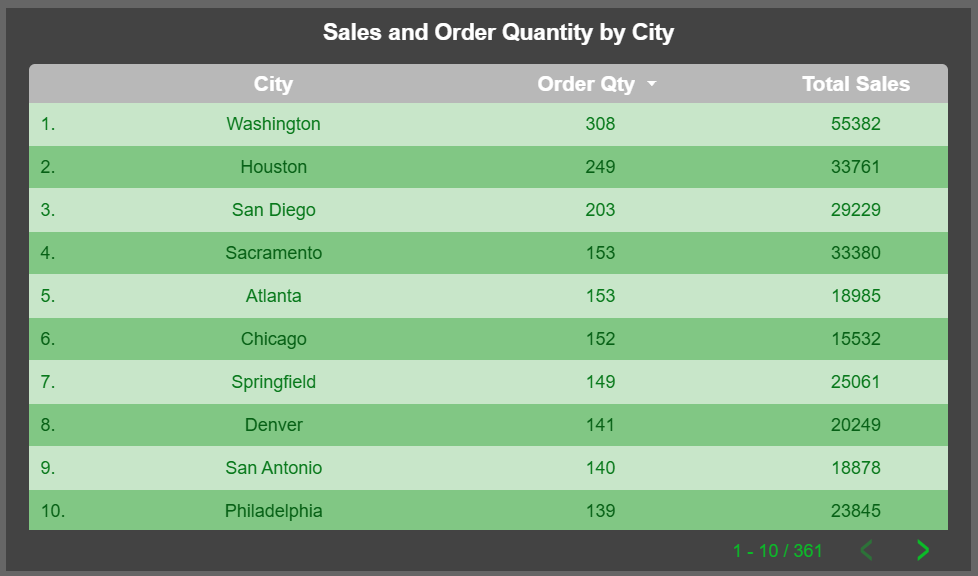 Sales and Order Quantity by City
City Order Qty Total Sales
1. Washington 308 55382
2. Houston 249 33761
3. San Diego 203 29229
4. Sacramento 153 33380
5. Atlanta 153 18985
6. Chicago 152 15532
7. Springfield 149 25061
8. Denver 141 20249
9. San Antonio 140 18878
10. Philadelphia 139 23845
1 - 10 / 361